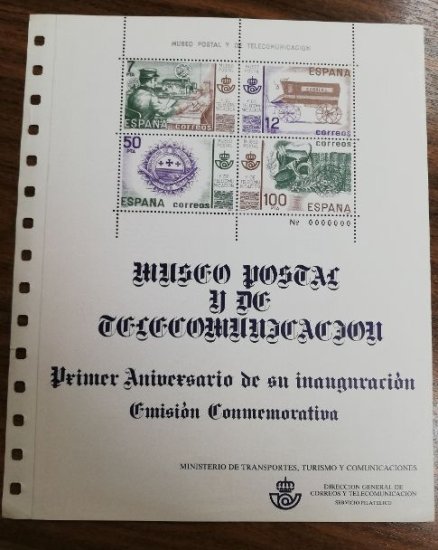 MUSEO POSTAL Y DE TELECOMUNICACION
7
ESPAÑA
ESPAÑA
correos
12
CORREOS
50
Pta
ESPAÑA
correos
100
PTA
ESPAÑA
Nº 0000000
MUSEO POSTAL
Y DE
TELECOMUNICACION
Primer Aniversario de su inauguración
Emisión Conmemorativa
MINISTERIO DE TRANSPORTES, TURISMO Y COMUNICACIONES
DIRECCION GENERAL DE
CORREOS Y TELECOMUNICACION
SERVICIO FILATELICO